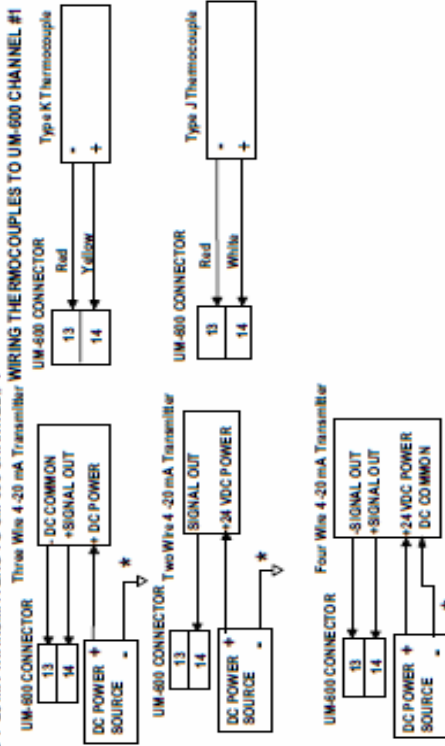 WIRING THERMOCOUPLES TO UM-600 CHANNEL #1
Three Wire 4 -20 mA Transmitter
UM-600 CONNECTOR
13
14
- DC COMMON
+SIGNAL OUT
+ DC POWER
DC POWER +
SOURCE -
*
Type K Thermocouple
UM-600 CONNECTOR
13
14
Red
Yellow
-
+
Two Wire 4 -20 mA Transmitter
UM-600 CONNECTOR
13
14
SIGNAL OUT
+24 VDC POWER
DC POWER +
SOURCE -
*
Type J Thermocouple
UM-600 CONNECTOR
13
14
Red
White
-
+
Four Wire 4 -20 mA Transmitter
UM-600 CONNECTOR
13
14
-SIGNAL OUT
+SIGNAL OUT
+24 VDC POWER
DC COMMON
DC POWER +
SOURCE -